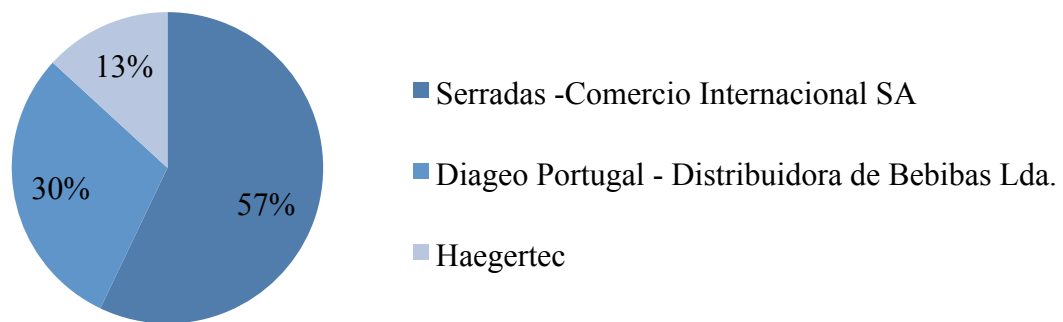 13%
30%
57%
Serradas -Comercio Internacional SA
Diageo Portugal - Distribuidora de Bebibas Lda.
Haegertec